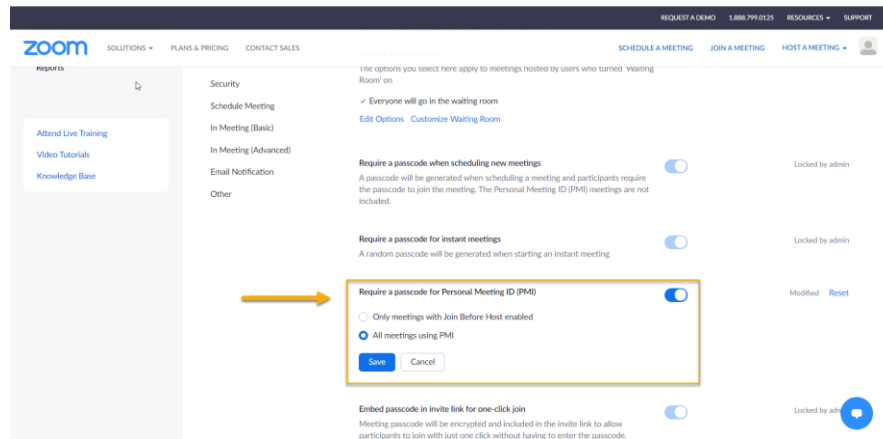 REQUEST A DEMO 1.888.799.0125 RESOURCES SUPPORT
zoom SOLUTIONS PLANS & PRICING CONTACT SALES SCHEDULE A MEETING JOIN A MEETING HOST A MEETING
Reports
Attend Live Training
Video Tutorials
Knowledge Base
Security
Schedule Meeting
In Meeting (Basic)
In Meeting (Advanced)
Email Notification
Other
The options you select here apply to meetings hosted by users who turned 'Waiting
Room' on
Everyone will go in the waiting room
Edit Options Customize Waiting Room
Require a passcode when scheduling new meetings
Locked by admin
A passcode will be generated when scheduling a meeting and participants require
the passcode to join the meeting. The Personal Meeting ID (PMI) meetings are not
included.
Require a passcode for instant meetings
Locked by admin
A random passcode will be generated when starting an instant meeting
Require a passcode for Personal Meeting ID (PMI)
Modified Reset
Only meetings with Join Before Host enabled
All meetings using PMI
Save Cancel
Embed passcode in invite link for one-click join
Locked by
Meeting passcode will be encrypted and included in the invite link to allow
participants to join with just one click without having to enter the passcode.